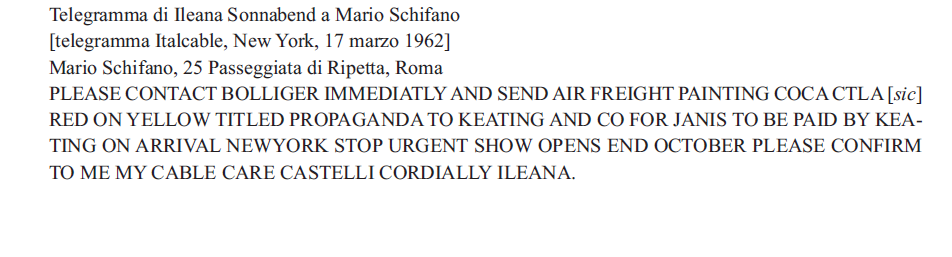 Telegramma di Ileana Sonnabend a Mario Schifano
[telegramma Italcable, New York, 17 marzo 1962]
Mario Schifano, 25 Passeggiata di Ripetta, Roma
PLEASE CONTACT BOLLIGER IMMEDIATLY AND SEND AIR FREIGHT PAINTING COCA CTLA [sic]
RED ON YELLOW TITLED PROPAGANDA TO KEATING AND CO FOR JANIS TO BE PAID BY KEA-
TING ON ARRIVAL NEWYORK STOP URGENT SHOW OPENS END OCTOBER PLEASE CONFIRM
TO ME MY CABLE CARE CASTELLI CORDIALLY ILEANA.